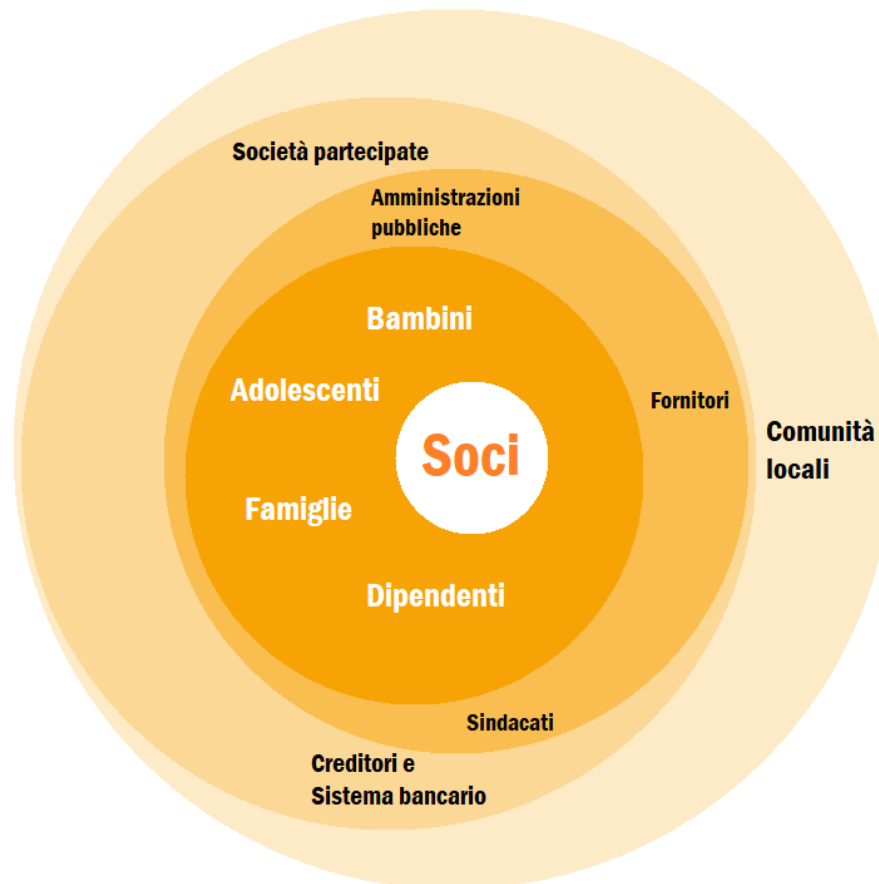 Società partecipate
Amministrazioni
pubbliche
Bambini
Adolescenti
Fornitori
Soci
Comunità
locali
Famiglie
Dipendenti
Sindacati
Creditori e
Sistema bancario